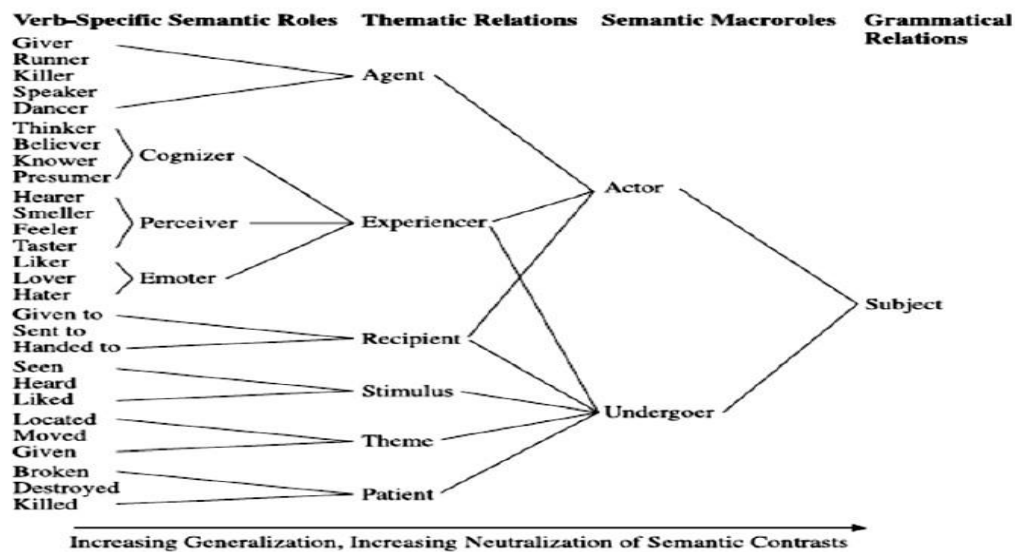 Verb-Specific Semantic Roles Thematic Relations Semantic Macroroles Grammatical
Relations
Giver
Runner
Killer
Speaker
Dancer
Agent
Thinker
Believer
Knower
Presumer
Cognizer
Hearer
Smeller
Feeler
Taster
Perceiver
Experiencer
Liker
Lover
Hater
Emoter
Given to
Sent to
Handed to
Recipient
Seen
Heard
Liked
Stimulus
Located
Moved
Given
Theme
Broken
Destroyed
Killed
Patient
Actor
Undergoer
Subject
Increasing Generalization, Increasing Neutralization of Semantic Contrasts